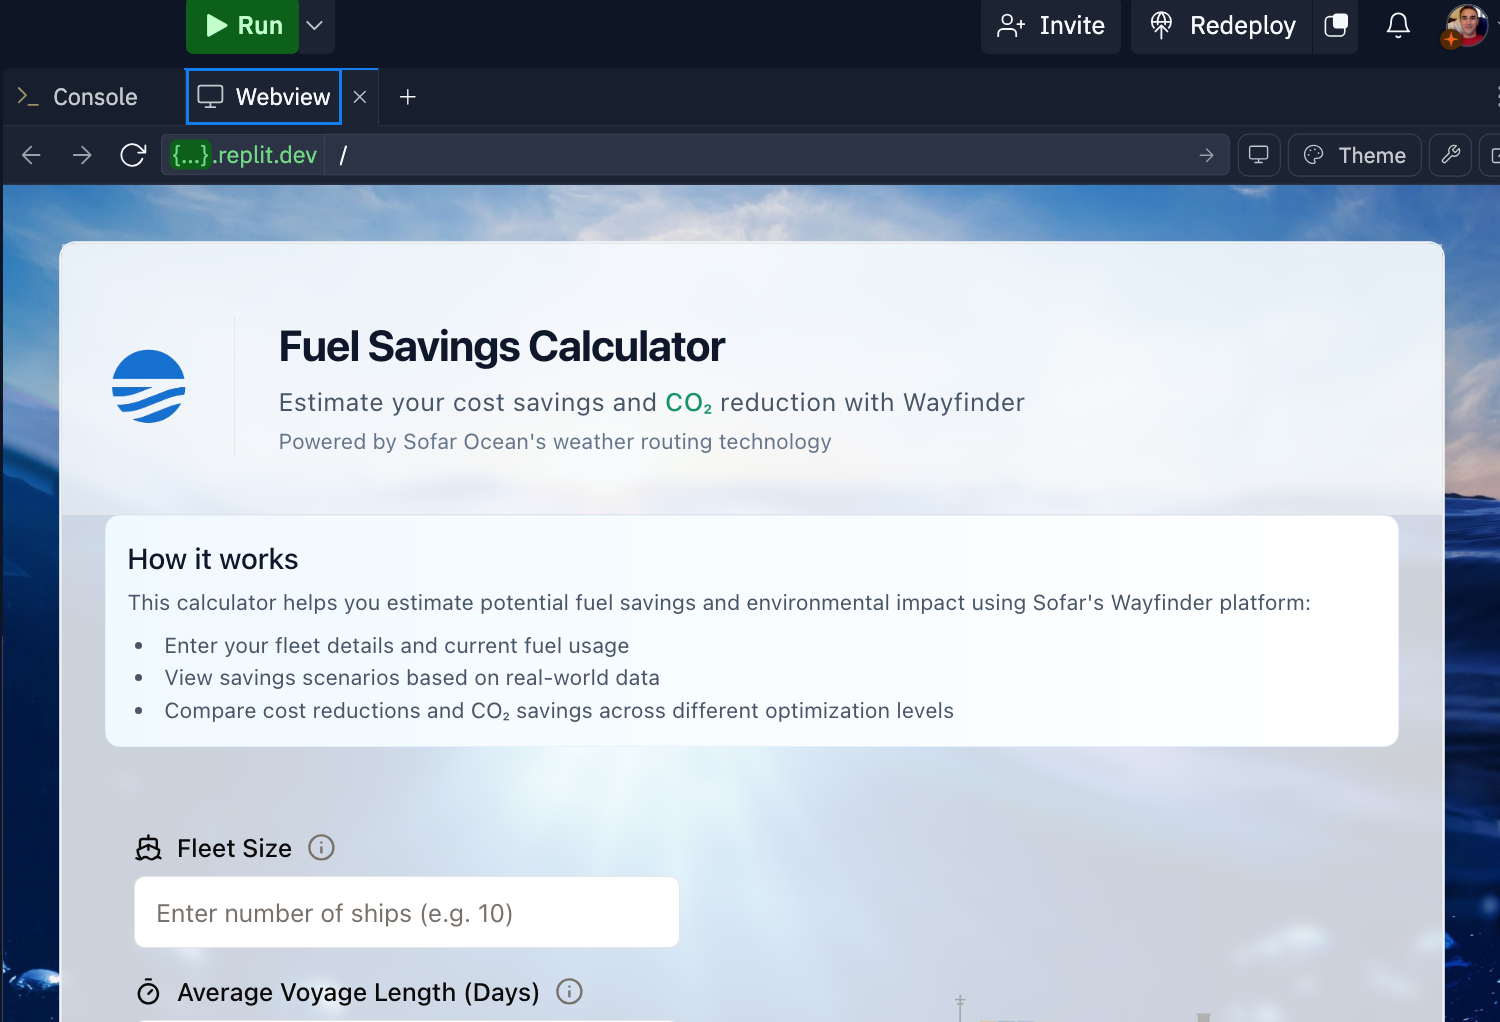 Run
Invite
Redeploy
Console
Webview
{...}.replit.dev /
Theme
Fuel Savings Calculator
Estimate your cost savings and CO₂ reduction with Wayfinder
Powered by Sofar Ocean's weather routing technology
How it works
This calculator helps you estimate potential fuel savings and environmental impact using Sofar's Wayfinder platform:
• Enter your fleet details and current fuel usage
• View savings scenarios based on real-world data
• Compare cost reductions and CO₂ savings across different optimization levels
Fleet Size
Enter number of ships (e.g. 10)
Average Voyage Length (Days)